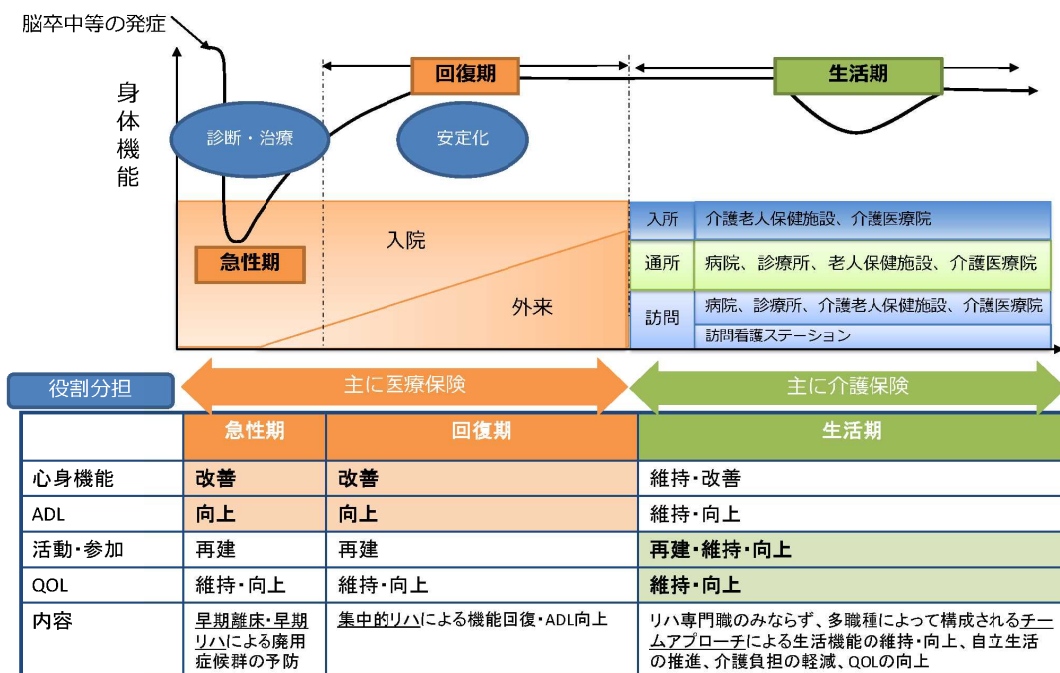 脳卒中等の発症
身体機能
回復期
生活期
診断・治療
安定化
急性期
入院
外来
入所 介護老人保健施設、介護医療院
通所 病院、診療所、老人保健施設、介護医療院
訪問 病院、診療所、介護老人保健施設、介護医療院
訪問看護ステーション
役割分担
主に医療保険
主に介護保険
急性期 回復期 生活期
心身機能 改善 改善 維持・改善
ADL 向上 向上 維持・向上
活動・参加 再建 再建 再建・維持・向上
QOL 維持・向上 維持・向上 維持・向上
内容
早期離床・早期
リハによる廃用
症候群の予防
集中的リハによる機能回復・ADL向上
リハ専門職のみならず、多職種によって構成されるチー
ムアプローチによる生活機能の維持・向上、自立生活
の推進、介護負担の軽減、QOLの向上